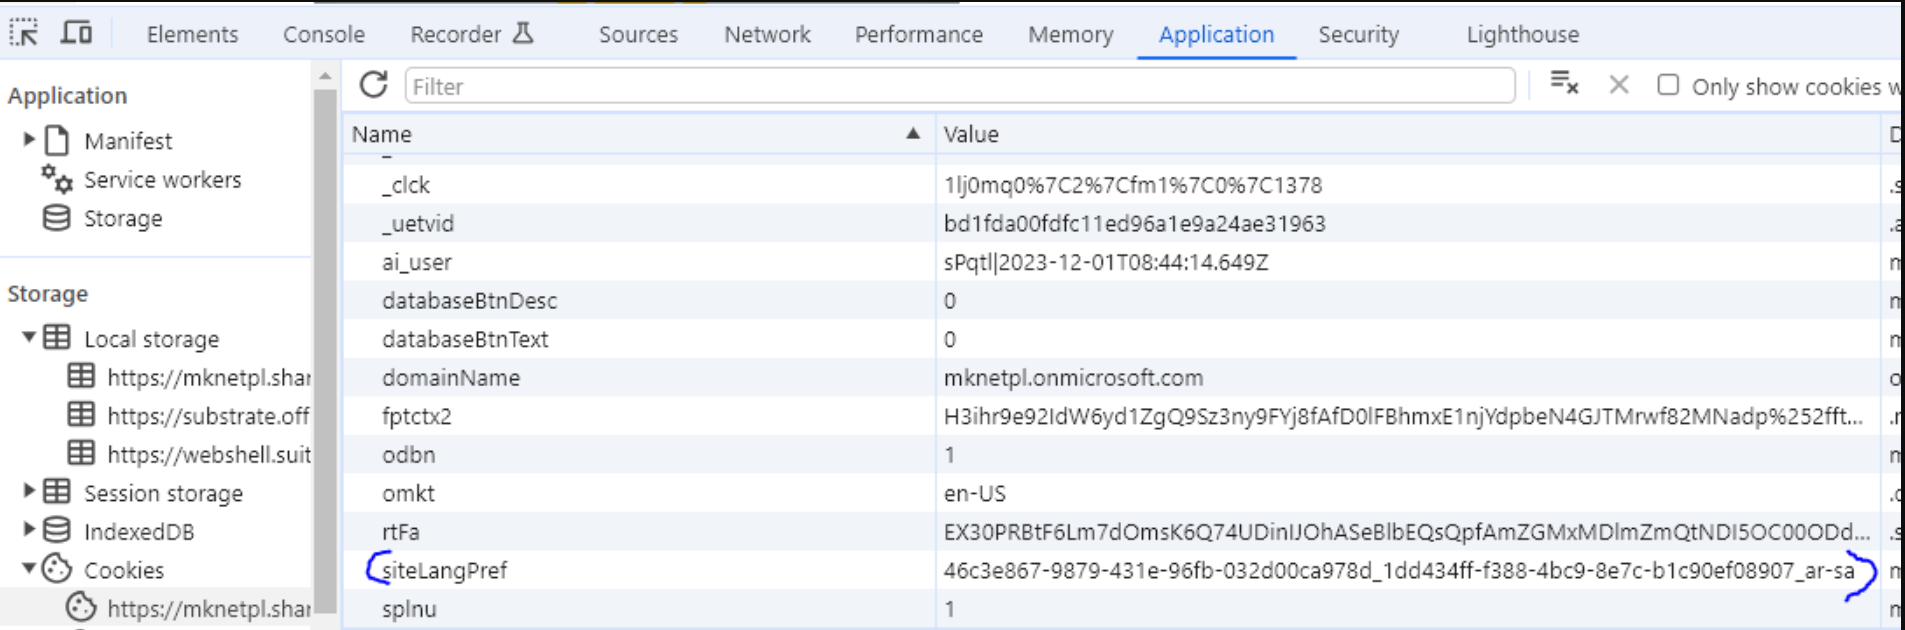 Elements Console Recorder Sources Network Performance Memory Application Security Lighthouse
Application
Manifest
Service workers
Storage
Storage
Local storage
https://mknetpl.shar
https://substrate.off
https://webshell.suit
Session storage
IndexedDB
Cookies
https://mknetpl.shar
Filter
Only show cookies w
Name Value D
_clck 1lj0mq0%7C2%7Cfm1%7C0%7C1378 .s
_uetvid bd1fda00fdfc11ed96a1e9a24ae31963 .a
ai_user sPqtl|2023-12-01T08:44:14.649Z m
databaseBtnDesc 0 m
databaseBtnText 0 m
domainName mknetpl.onmicrosoft.com o
fptctx2 H3ihr9e92IdW6yd1ZgQ9Sz3ny9FYj8fAfD0lFBhmxE1njYdpbeN4GJTMrwf82MNadp%252fft...
odbn 1 m
omkt en-US
rtFa EX30PRBtF6Lm7dOmsK6Q74UDinIJOhASeBlbEQsQpfAmZGMxMDlmZmQtNDI5OC00ODd... .s
siteLangPref 46c3e867-9879-431e-96fb-032d00ca978d_1dd434ff-f388-4bc9-8e7c-b1c90ef08907_ar-sa m
splnu 1 m